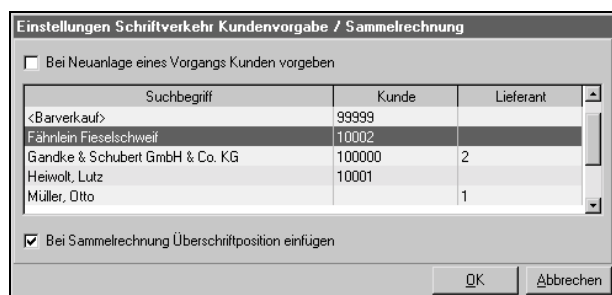 Einstellungen Schriftverkehr Kundenvorgabe / Sammelrechnung
Bei Neuanlage eines Vorgangs Kunden vorgeben
Suchbegriff Kunde Lieferant
<Barverkauf> 99999
Fähnlein Fieselschweif 10002
Gandke & Schubert GmbH & Co. KG 100000 2
Heiwolt, Lutz 10001
Müller, Otto 1
Bei Sammelrechnung Überschriftposition einfügen
OK Abbrechen